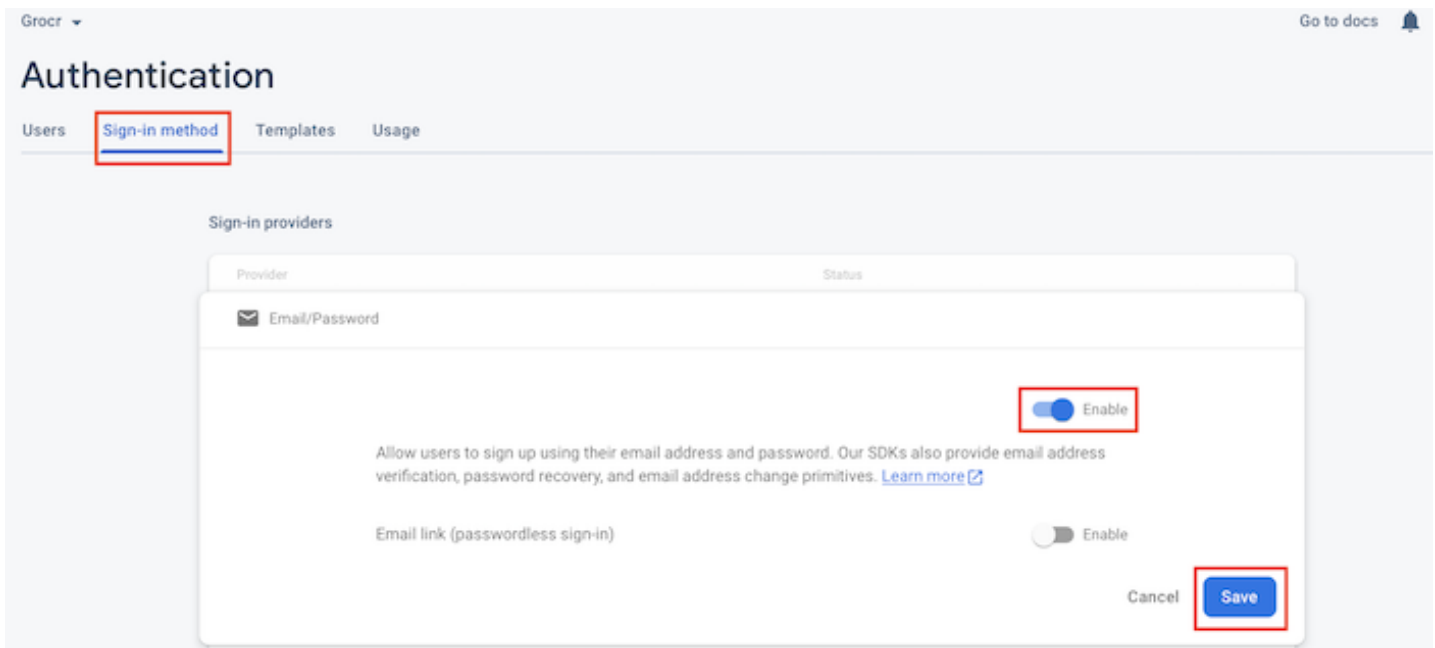 Grocr
Go to docs
Authentication
Users Sign-in method Templates Usage
Sign-in providers
Provider Status
Email/Password
Enable
Allow users to sign up using their email address and password. Our SDKs also provide email address
verification, password recovery, and email address change primitives. Learn more
Email link (passwordless sign-in) Enable
Cancel Save